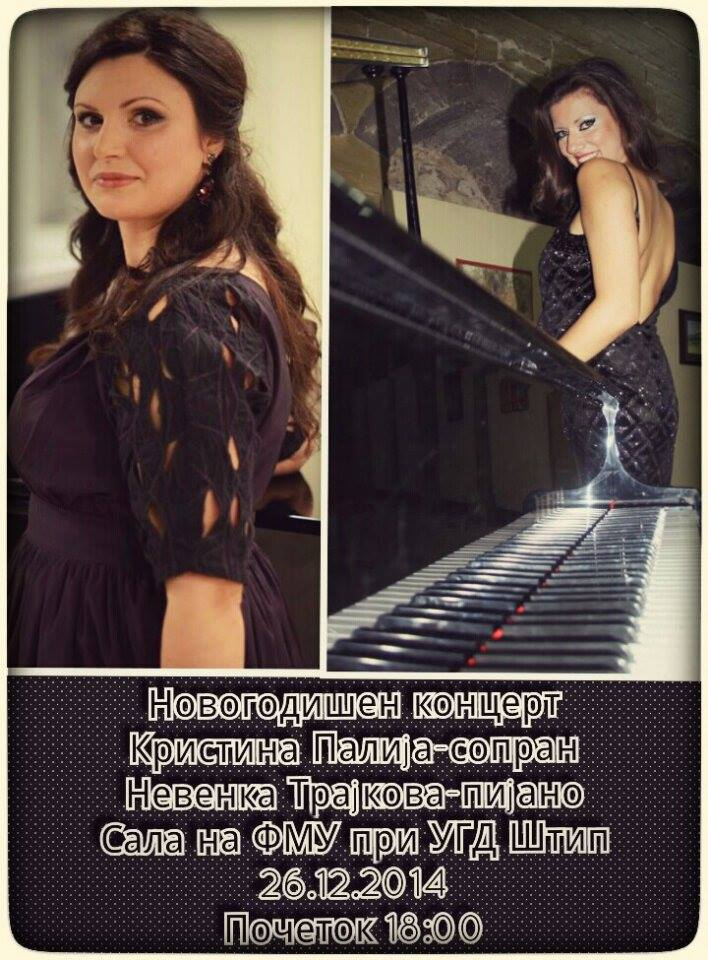 Новогодишен концерт
Кристина Палија-сопран
Невенка Трајкова-пијано
Сала на ФМУ при УГД Штип
26.12.2014
Почеток 18:00